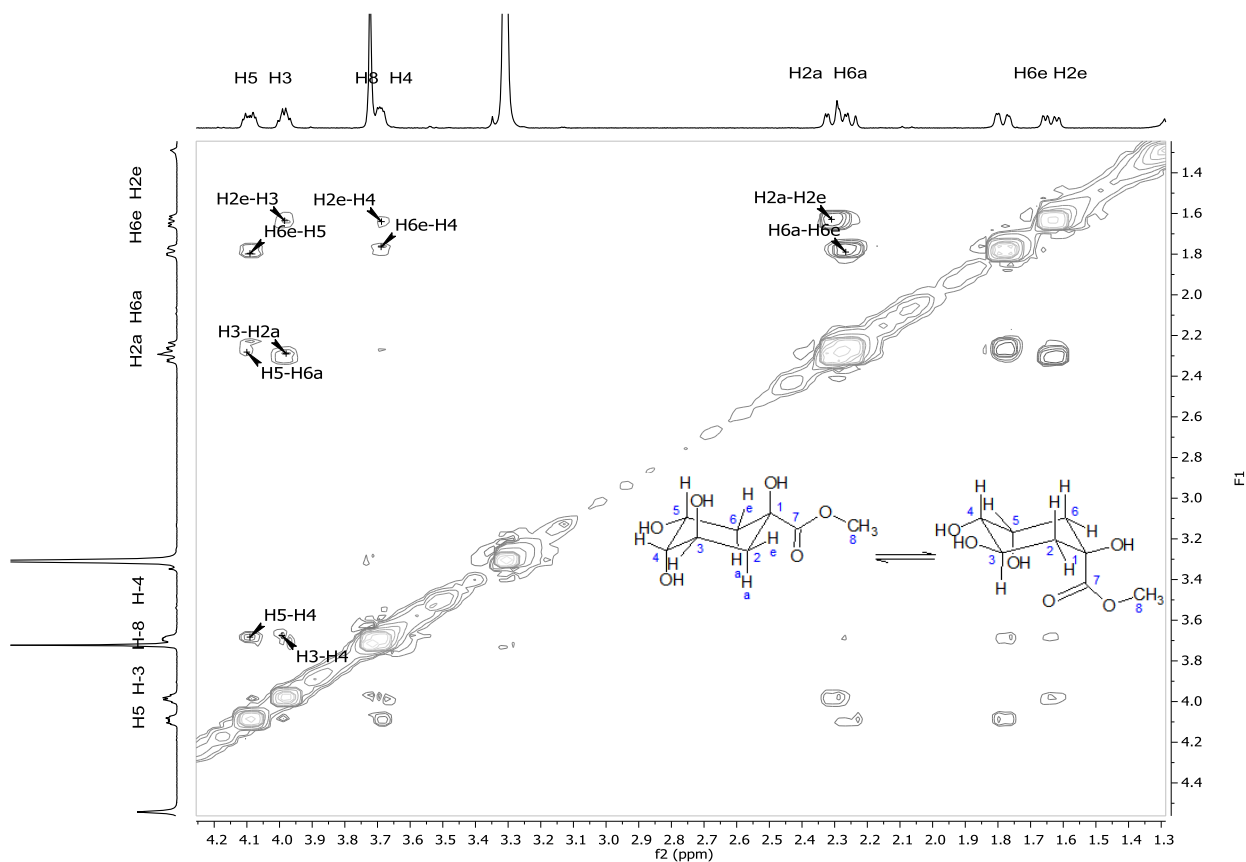 H5 H3 H8 H4 H2a H6a H6e H2e
H6e H2e
H2a H6a
H-8 H-4
H5 H-3
H2e-H3
H2e-H4
H6e-H5
H6e-H4
H2a-H2e
H6a-H6e
H3-H2a
H5-H6a
H5-H4
H3-H4
H OH H OH
H e 1 O
5 6 7 CH3
HO 8
H 4 3 H 2 H O
H a e
OH H
a
H H
4 H 6
HO 5 H
HO 2 OH
3 OH H 1
H 7
O O CH3
8
1.4
1.6
1.8
2.0
2.2
2.4
2.6
2.8
3.0
3.2
3.4
3.6
3.8
4.0
4.2
4.4
F1
4.2 4.1 4.0 3.9 3.8 3.7 3.6 3.5 3.4 3.3 3.2 3.1 3.0 2.9 2.8 2.7 2.6 2.5 2.4 2.3 2.2 2.1 2.0 1.9 1.8 1.7 1.6 1.5 1.4 1.3
f2 (ppm)